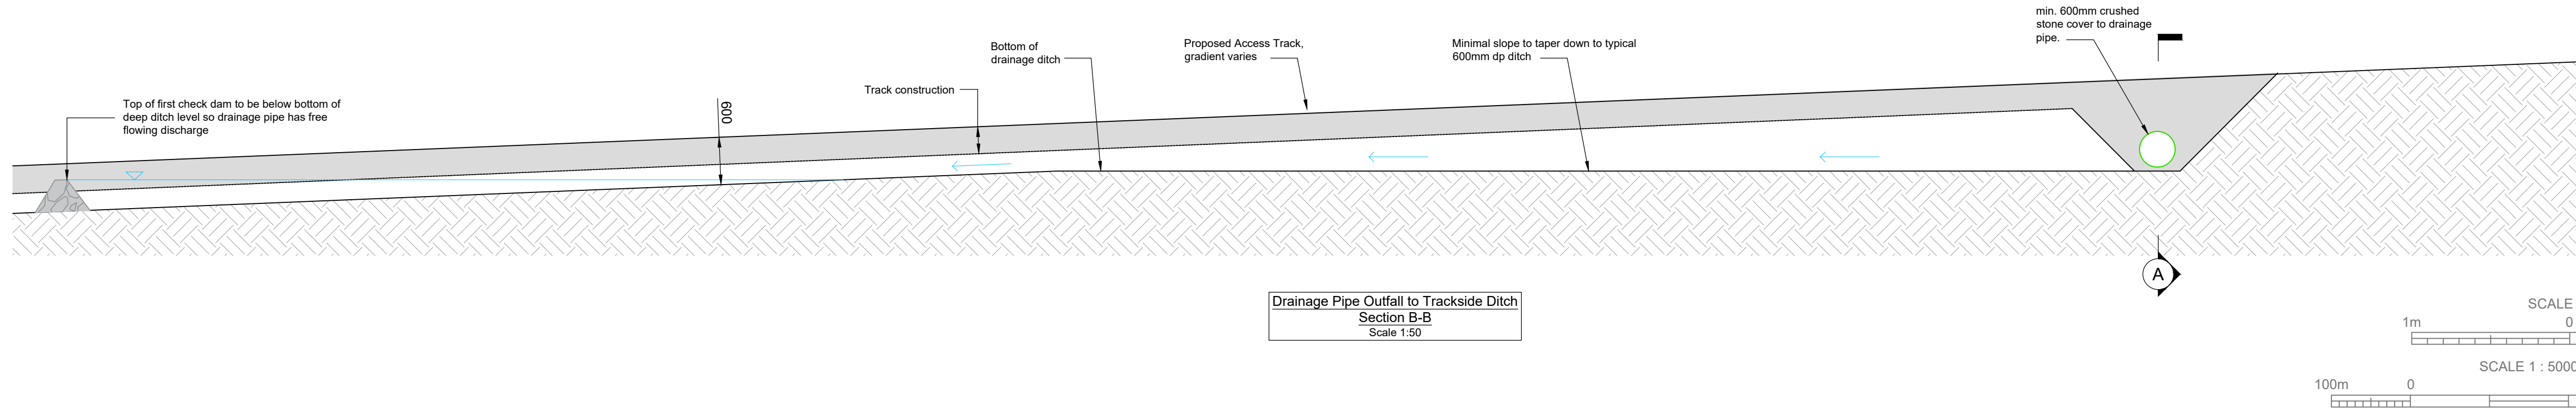 min. 600mm crushed
stone cover to drainage
pipe.
Bottom of
drainage ditch
Proposed Access Track,
gradient varies
Minimal slope to taper down to typical
600mm dp ditch
Track construction
Top of first check dam to be below bottom of
deep ditch level so drainage pipe has free
flowing discharge
600
A
Drainage Pipe Outfall to Trackside Ditch
Section B-B
Scale 1:50
SCALE
1m 0
SCALE 1 : 5000
100m 0